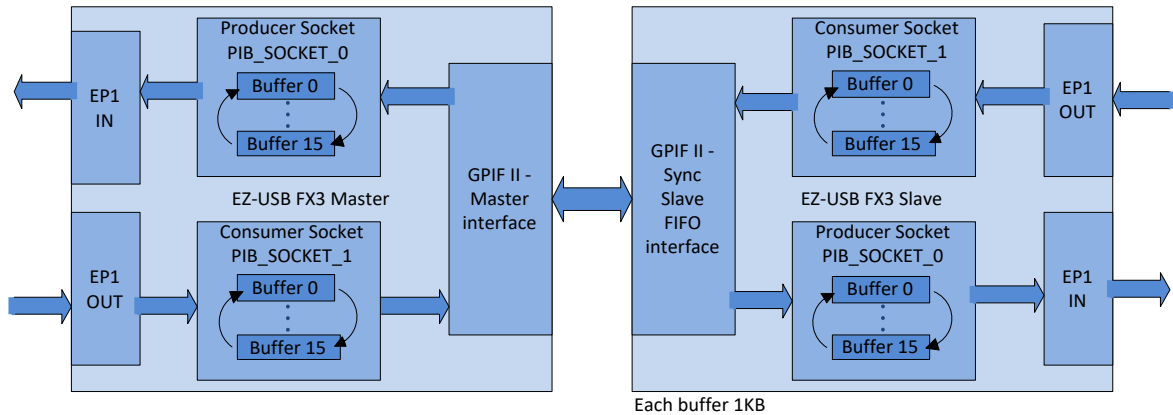 Producer Socket
PIB_SOCKET_0
Buffer 0
Buffer 15
EP1
IN
EZ-USB FX3 Master
EP1
OUT
Consumer Socket
PIB_SOCKET_1
Buffer 0
Buffer 15
GPIF II -
Master
interface
GPIF II -
Sync
Slave
FIFO
interface
Consumer Socket
PIB_SOCKET_1
Buffer 0
Buffer 15
EP1
OUT
EZ-USB FX3 Slave
Producer Socket
PIB_SOCKET_0
Buffer 0
Buffer 15
EP1
IN
Each buffer 1KB